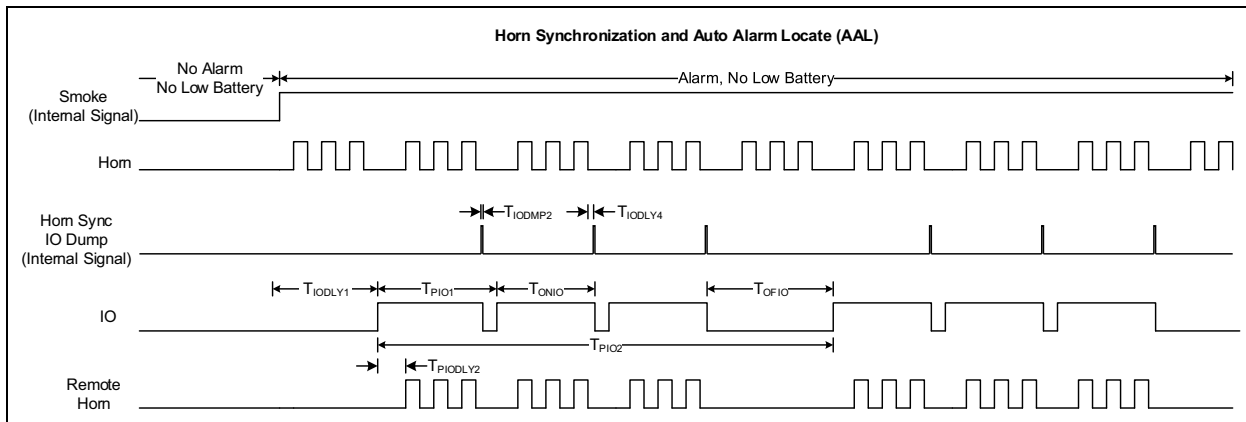 Horn Synchronization and Auto Alarm Locate (AAL)
No Alarm
No Low Battery
Alarm, No Low Battery
Smoke
(Internal Signal)
Horn
Horn Sync
IO Dump
(Internal Signal)
TIODMP2
TIODLY4
TIODLY1
TPIO1
TONIO
TOFIO
IO
TPIO2
TPIODLY2
Remote
Horn